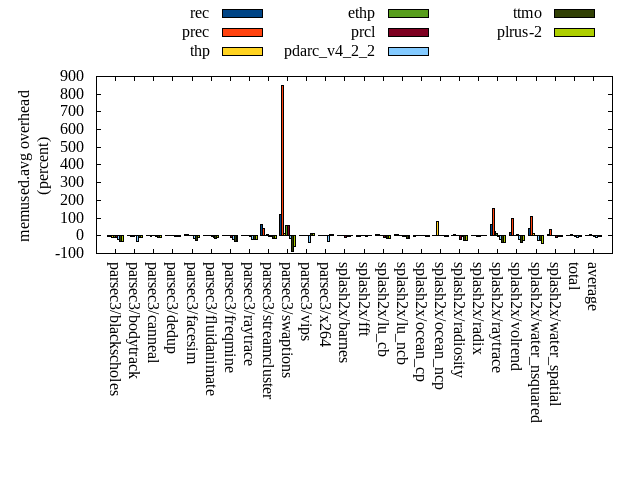 rec
prec
thp
ethp
prcl
pdarc_v4_2_2
ttmo
plrus-2
memused.avg overhead
(percent)
900
800
700
600
500
400
300
200
100
0
-100
parsec3/blackscholes
parsec3/bodytrack
parsec3/canneal
parsec3/dedup
parsec3/facesim
parsec3/fluidanimate
parsec3/freqmine
parsec3/raytrace
parsec3/streamcluster
parsec3/swaptions
parsec3/vips
parsec3/x264
splash2x/barnes
splash2x/fft
splash2x/lu_cb
splash2x/lu_ncb
splash2x/ocean_cp
splash2x/ocean_ncp
splash2x/radiosity
splash2x/radix
splash2x/raytrace
splash2x/volrend
splash2x/water_nsquared
splash2x/water_spatial
total
average